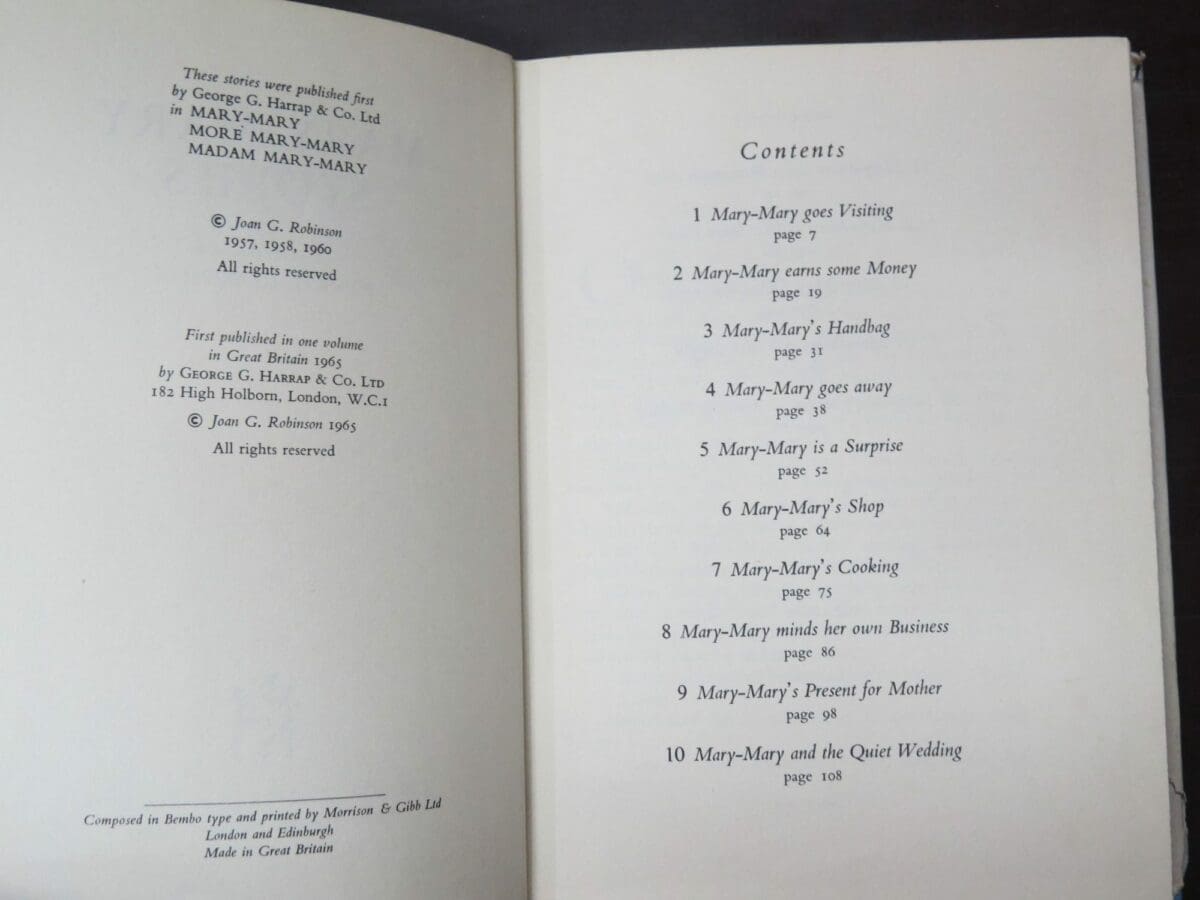 These stories were published first
by George G. Harrap & Co. Ltd
in MARY-MARY
MORE MARY-MARY
MADAM MARY-MARY
© Joan G. Robinson
1957, 1958, 1960
All rights reserved
First published in one volume
in Great Britain 1965
by GEORGE G. HARRAP & CO. LTD
182 High Holborn, London, W.C.1
© Joan G. Robinson 1965
All rights reserved
Composed in Bembo type and printed by Morrison & Gibb Ltd
London and Edinburgh
Made in Great Britain
Contents
1 Mary-Mary goes Visiting
page 7
2 Mary-Mary earns some Money
page 19
3 Mary-Mary's Handbag
page 31
4 Mary-Mary goes away
page 38
5 Mary-Mary is a Surprise
page 52
6 Mary-Mary's Shop
page 64
7 Mary-Mary's Cooking
page 75
8 Mary-Mary minds her own Business
page 86
9 Mary-Mary's Present for Mother
page 98
10 Mary-Mary and the Quiet Wedding
page 108